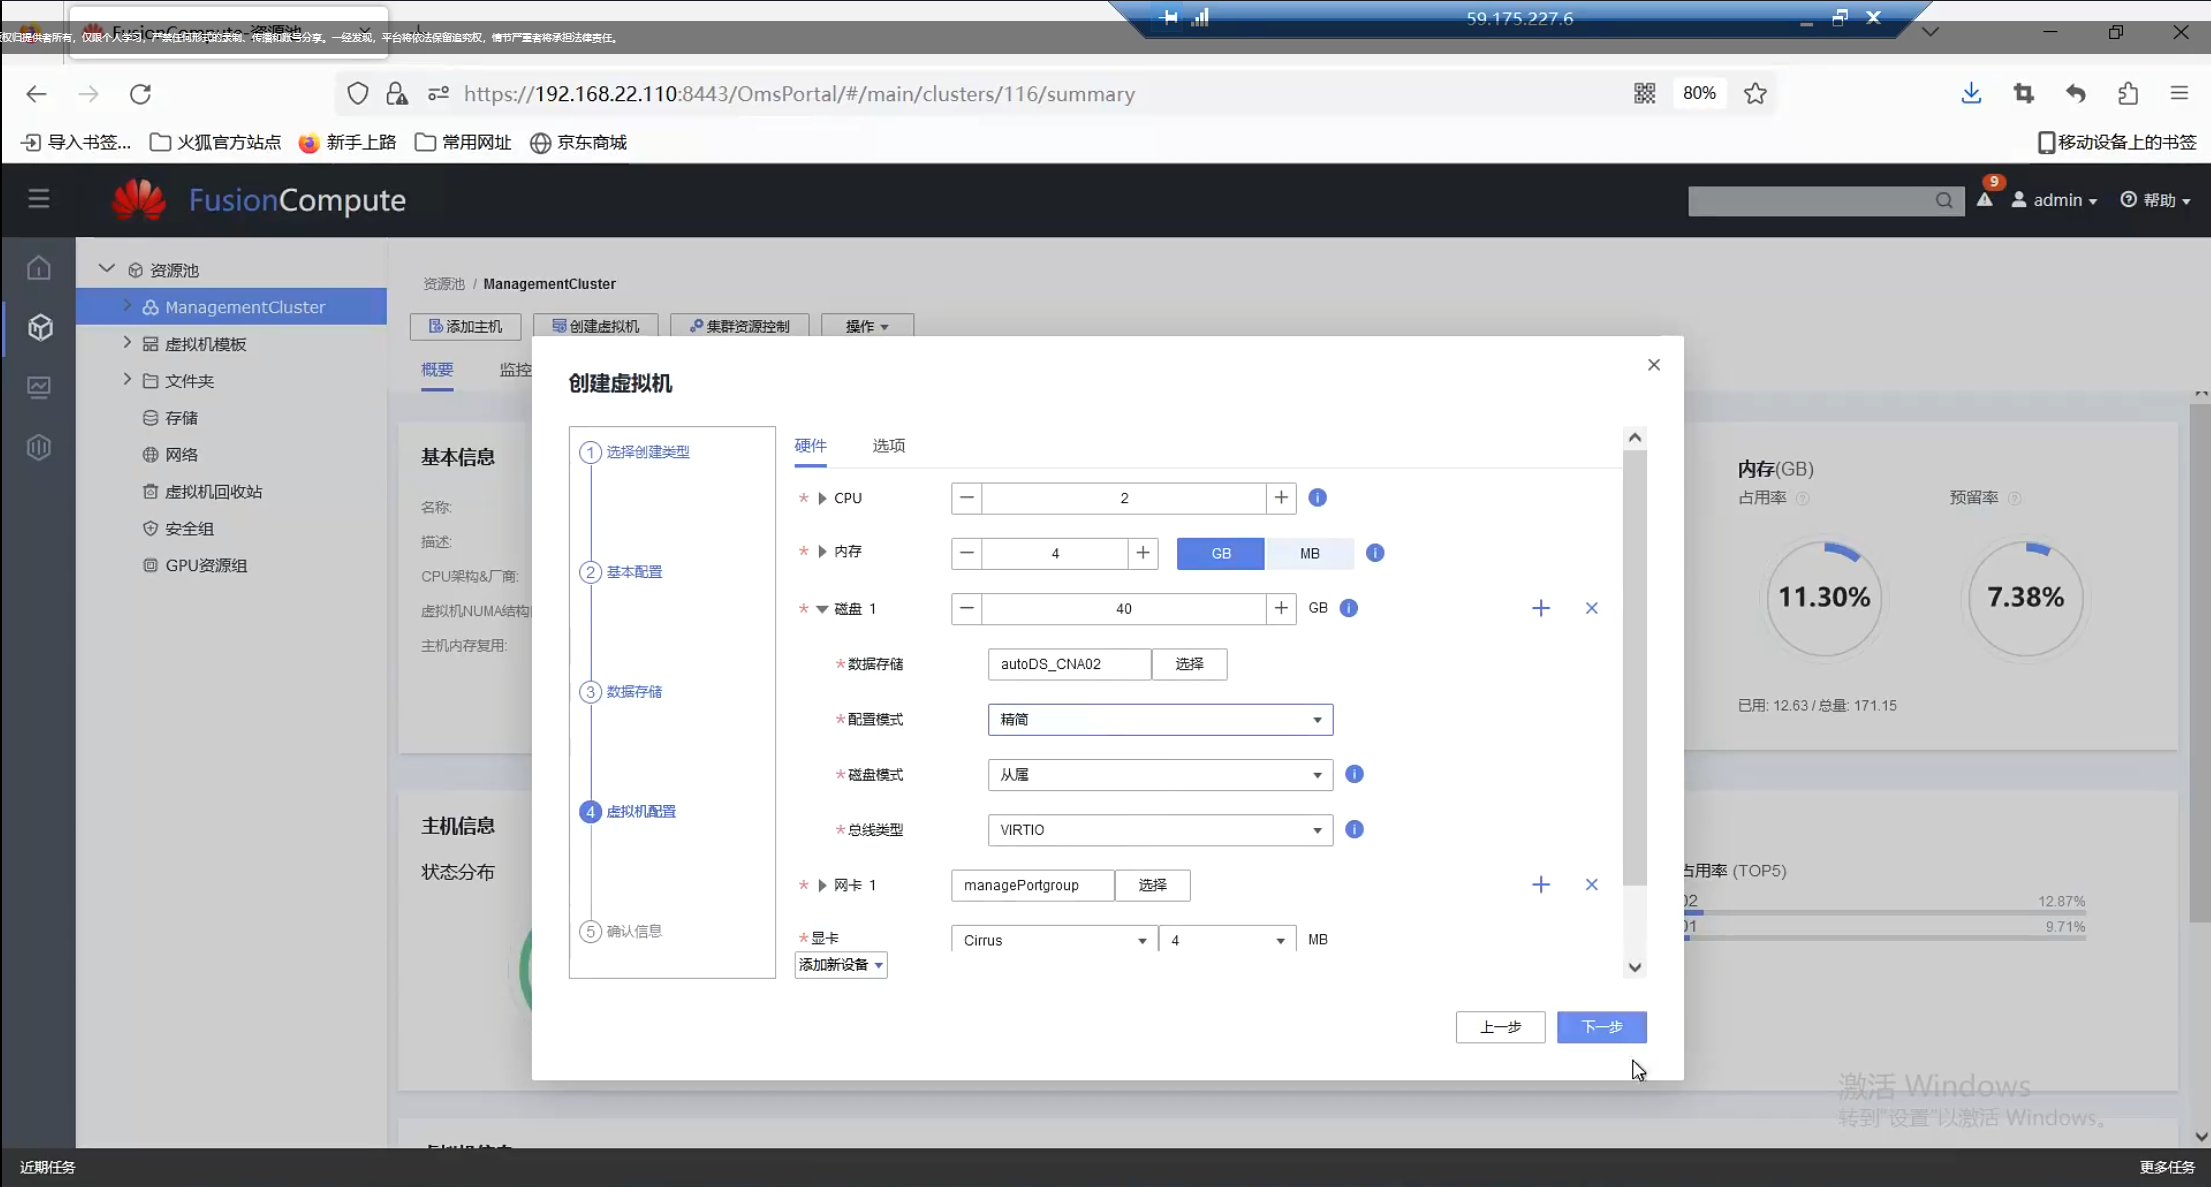 59.175.227.6
权归提供者所有，仅限个人学习，严禁任何形式的录制、传播和账号分享。一经发现，平台将依法保留追究权，情节严重者将承担法律责任。
https://192.168.22.110:8443/OmsPortal/#/main/clusters/116/summary
80%
导入书签...
火狐官方站点
新手上路
常用网址
京东商城
移动设备上的书签
FusionCompute
9
admin
帮助
资源池
ManagementCluster
虚拟机模板
文件夹
存储
网络
虚拟机回收站
安全组
GPU资源组
资源池 / ManagementCluster
添加主机
创建虚拟机
集群资源控制
操作
概要
监控
基本信息
名称:
描述:
CPU架构&厂商:
虚拟机NUMA结构
主机内存复用:
主机信息
状态分布
创建虚拟机
1 选择创建类型
2 基本配置
3 数据存储
4 虚拟机配置
5 确认信息
硬件
选项
* CPU
2
* 内存
4
GB
MB
* 磁盘 1
40
GB
*数据存储
autoDS_CNA02
选择
*配置模式
精简
*磁盘模式
从属
*总线类型
VIRTIO
* 网卡 1
managePortgroup
选择
*显卡
Cirrus
4
MB
添加新设备
上一步
下一步
内存(GB)
占用率
预留率
11.30%
7.38%
已用: 12.63 / 总量: 171.15
占用率 (TOP5)
02
12.87%
01
9.71%
激活 Windows
转到"设置"以激活 Windows。
近期任务
更多任务